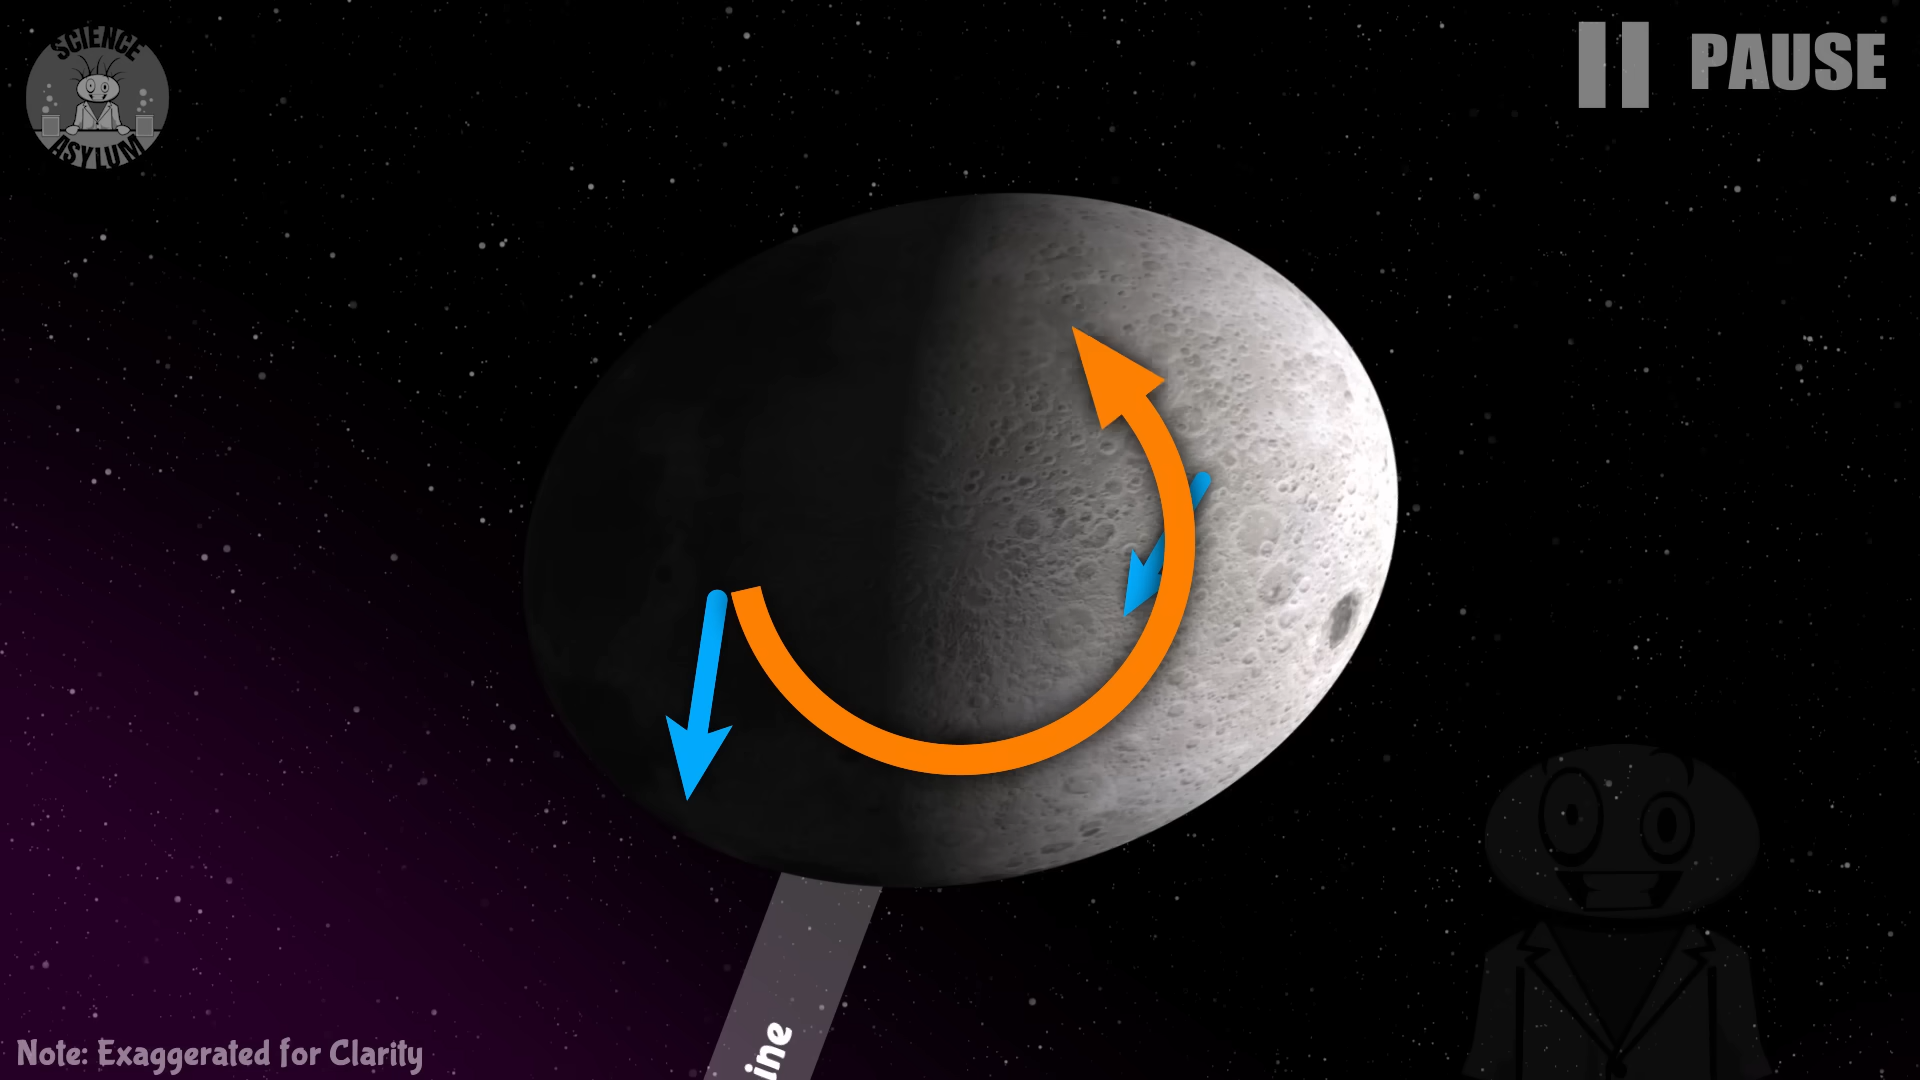 SCIENCE
ASYLUM
PAUSE
ine
Note: Exaggerated for Clarity